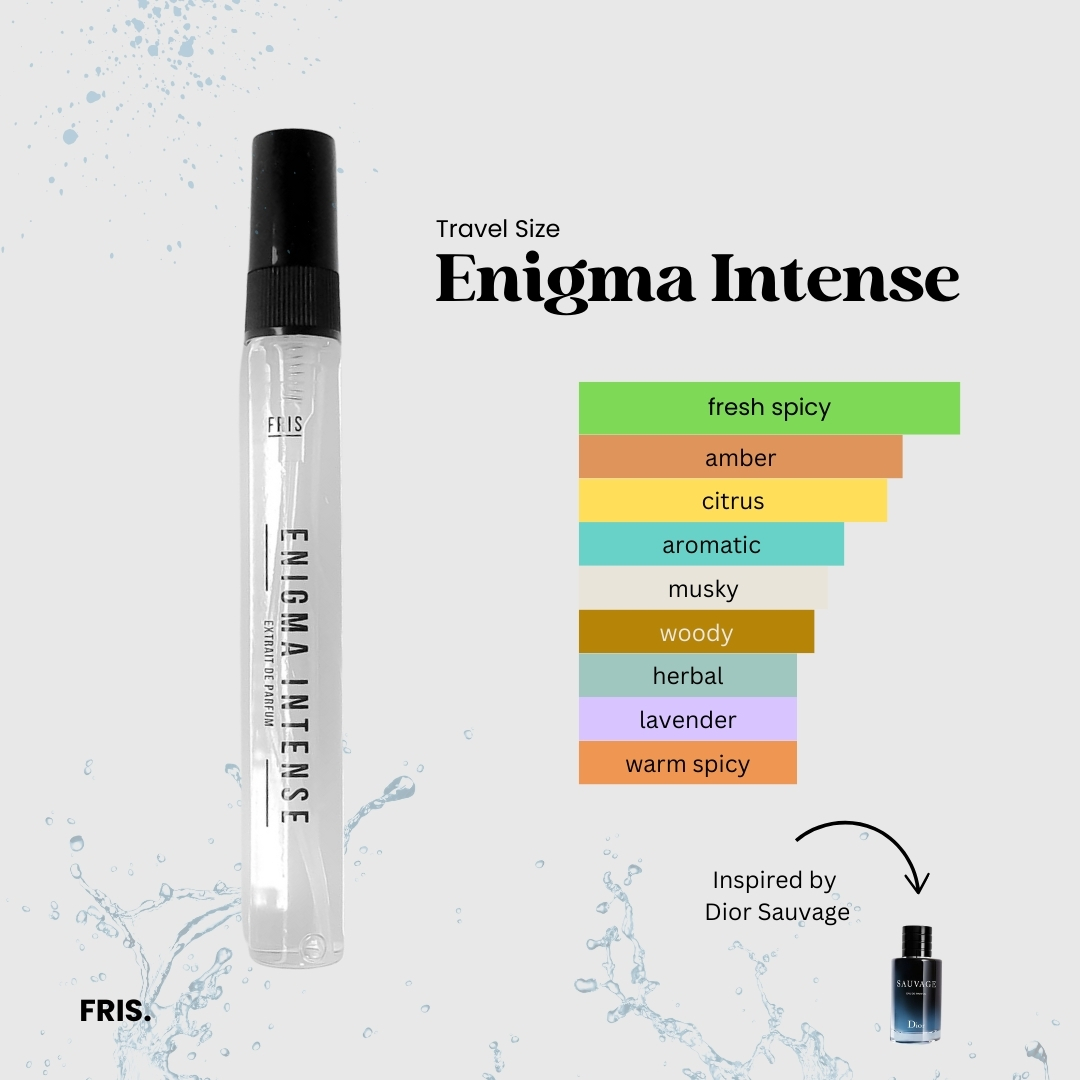 Travel Size
Enigma Intense
FRIS
ENIGMA INTENSE
EXTRAIT DE PARFUM
fresh spicy
amber
citrus
aromatic
musky
woody
herbal
lavender
warm spicy
Inspired by
Dior Sauvage
SAUVAGE
Dior
FRIS.